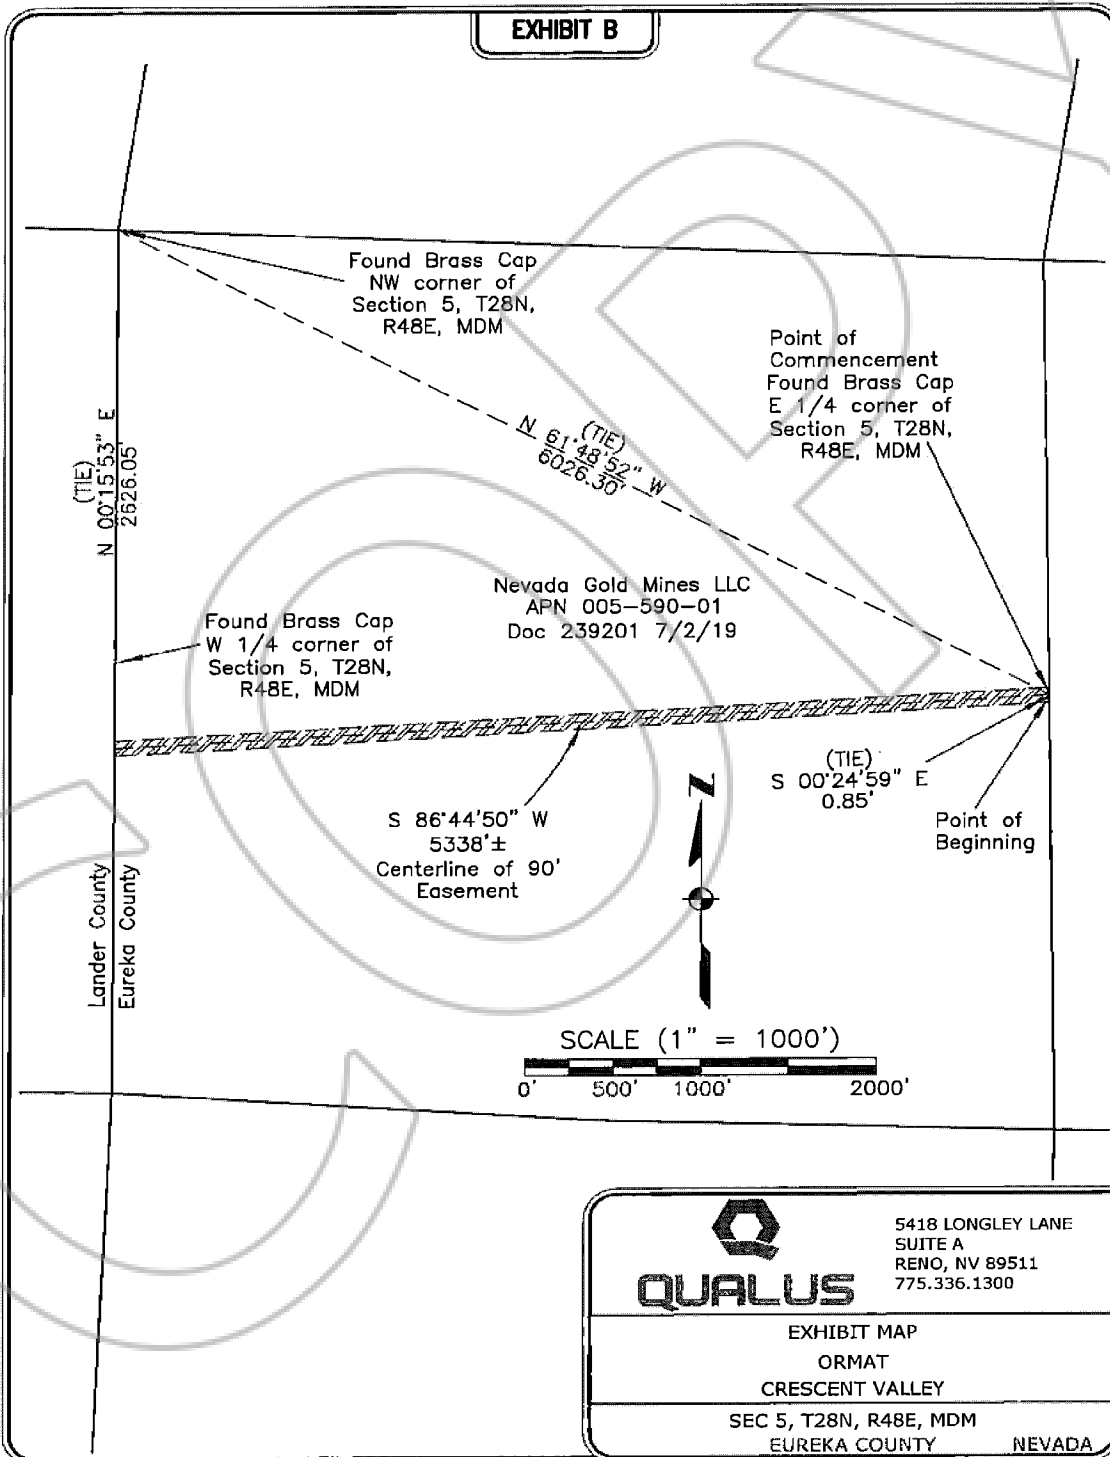 EXHIBIT B
Found Brass Cap
NW corner of
Section 5, T28N,
R48E, MDM
Point of
Commencement
Found Brass Cap
E 1/4 corner of
Section 5, T28N,
R48E, MDM
(TIE)
N 61°48'52" W
6026.30'
(TIE)
N 00°15'53" E
2626.05'
Nevada Gold Mines LLC
APN 005-590-01
Doc 239201 7/2/19
Found Brass Cap
W 1/4 corner of
Section 5, T28N,
R48E, MDM
(TIE)
S 00°24'59" E
0.85'
Point of
Beginning
S 86°44'50" W
5338'±
Centerline of 90'
Easement
Lander County
Eureka County
N
SCALE (1" = 1000')
0' 500' 1000' 2000'
COPY
QUALUS
5418 LONGLEY LANE
SUITE A
RENO, NV 89511
775.336.1300
EXHIBIT MAP
ORMAT
CRESCENT VALLEY
SEC 5, T28N, R48E, MDM
EUREKA COUNTY NEVADA